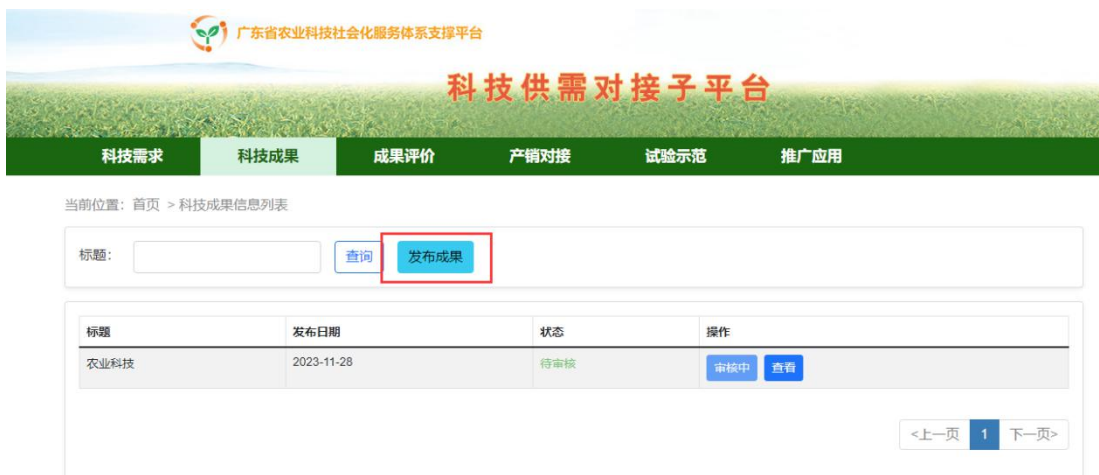 广东省农业科技社会化服务体系支撑平台
科技供需对接子平台
科技需求 科技成果 成果评价 产销对接 试验示范 推广应用
当前位置：首页 >科技成果信息列表
标题： 查询 发布成果
标题 发布日期 状态 操作
农业科技 2023-11-28 待审核 审核中 查看
<上一页 1 下一页>